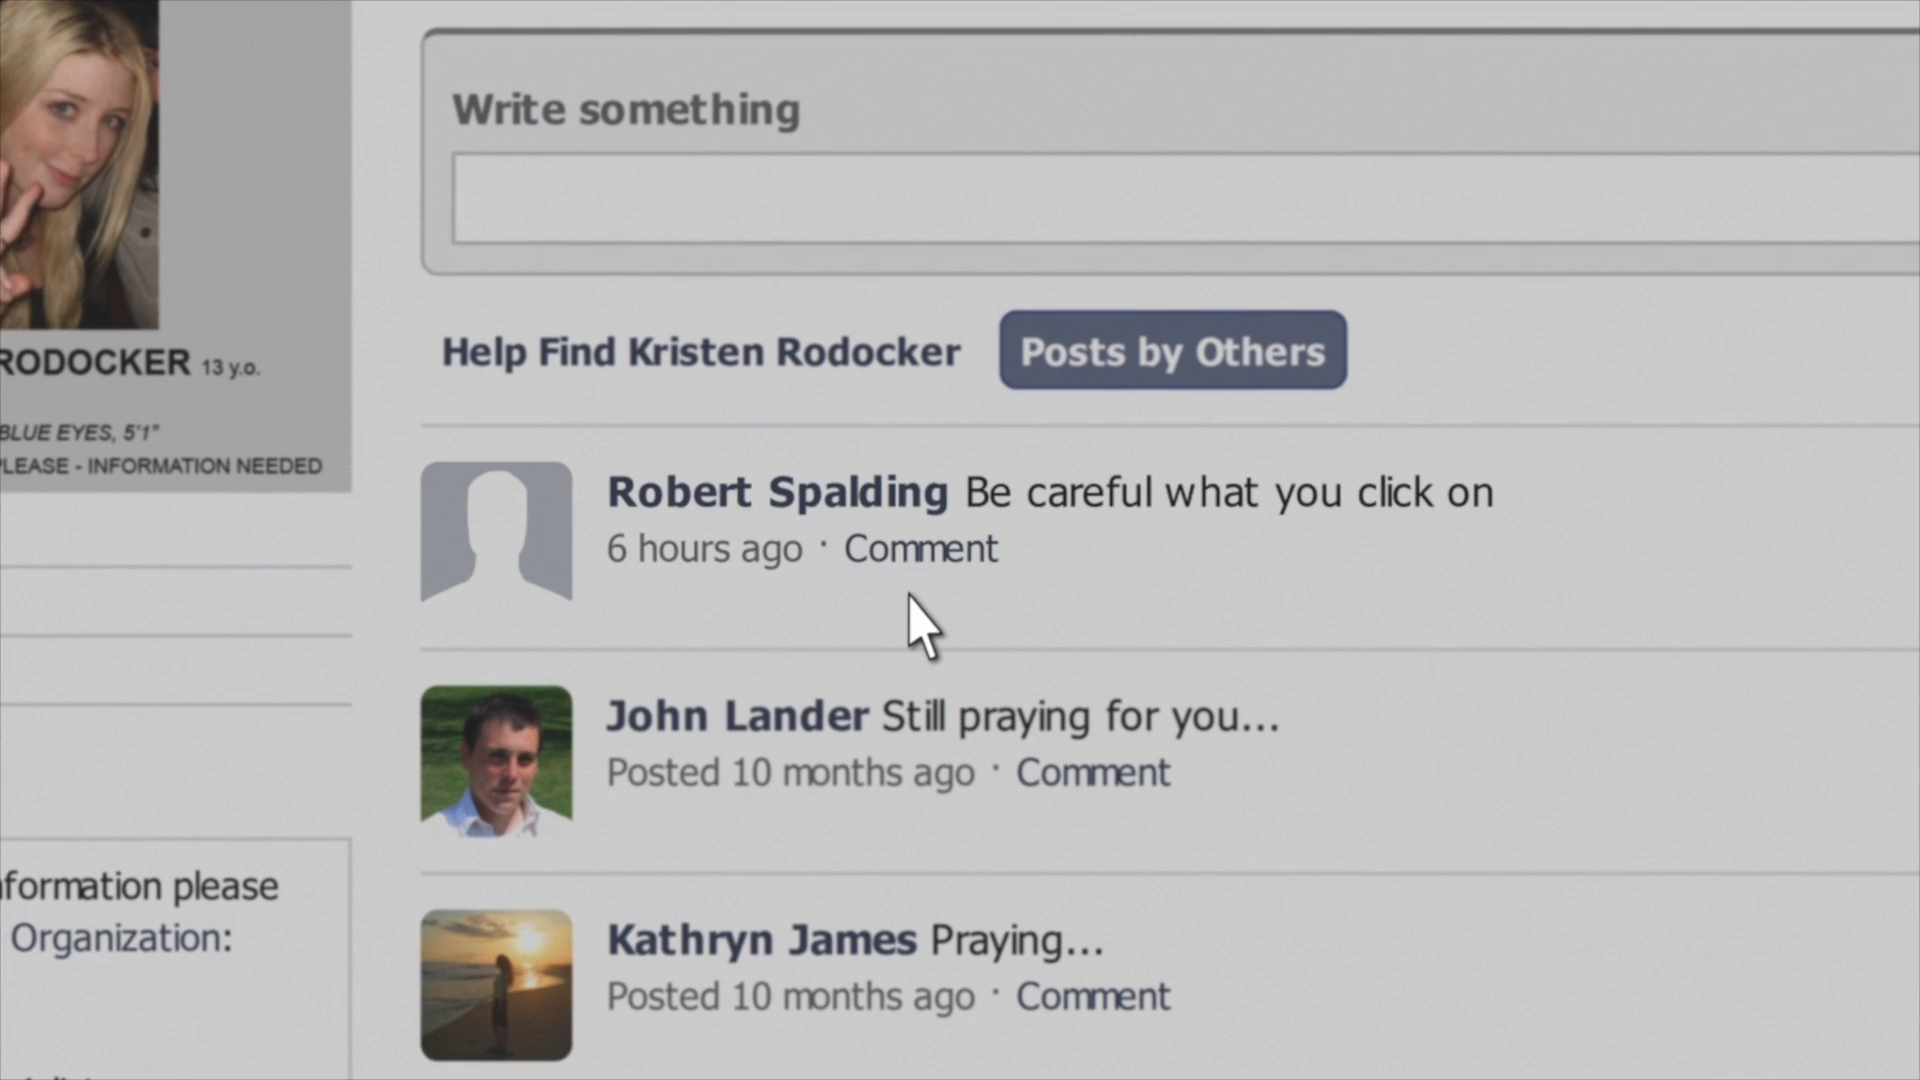 Write something
RODOCKER 13 y.o.
BLUE EYES, 5'1"
PLEASE - INFORMATION NEEDED
Help Find Kristen Rodocker Posts by Others
Robert Spalding Be careful what you click on
6 hours ago · Comment
John Lander Still praying for you...
Posted 10 months ago · Comment
Kathryn James Praying...
Posted 10 months ago · Comment
nformation please
Organization: